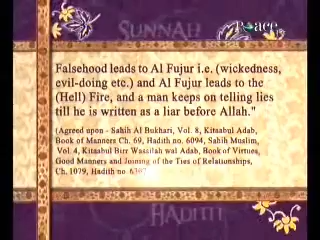 SUNNAH
Peace
Falsehood leads to Al Fujur i.e. (wickedness,
evil-doing etc.) and Al Fujur leads to the
(Hell) Fire, and a man keeps on telling lies
till he is written as a liar before Allah."
(Agreed upon - Sahih Al Bukhari, Vol. 8, Kitaabul Adab,
Book of Manners Ch. 69, Hadith no. 6094, Sahih Muslim,
Vol. 4, Kitaabul Birr Wassilah wal Adab, Book of Virtues,
Good Manners and Joining of the Ties of Relationships,
Ch. 1079, Hadith no
HADITH